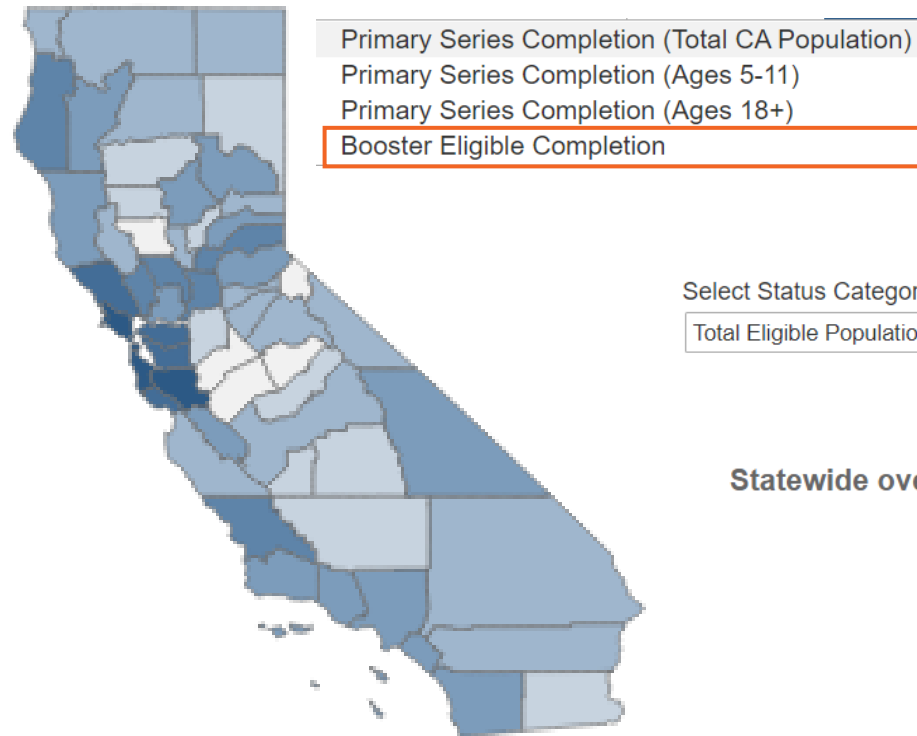 Primary Series Completion (Total CA Population)
Primary Series Completion (Ages 5-11)
Primary Series Completion (Ages 18+)
Booster Eligible Completion
Select Status Categor
Total Eligible Populatio
Statewide ove